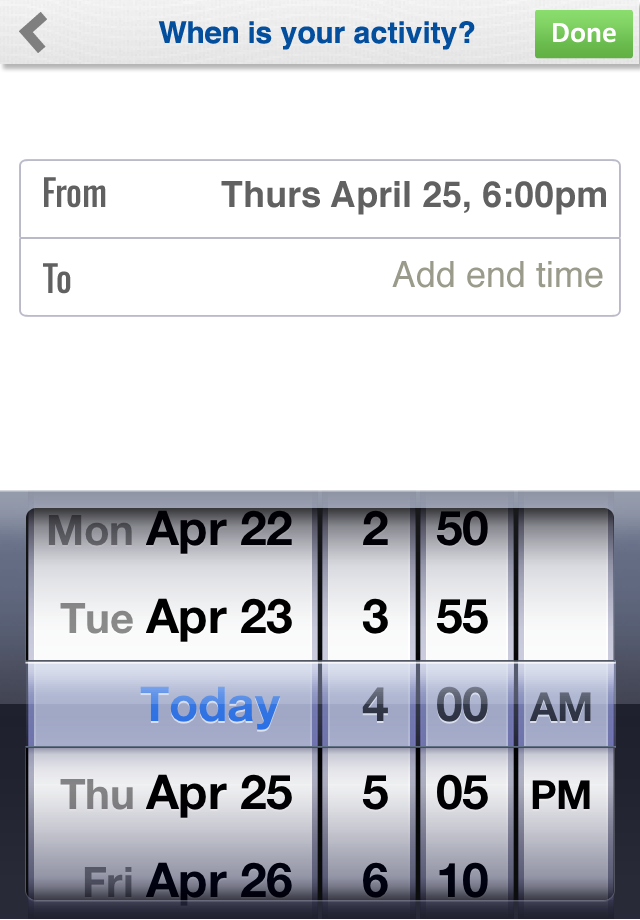 When is your activity? Done
From Thurs April 25, 6:00pm
To Add end time
Mon Apr 22 2 50
Tue Apr 23 3 55
Today 4 00 AM
Thu Apr 25 5 05 PM
Fri Apr 26 6 10